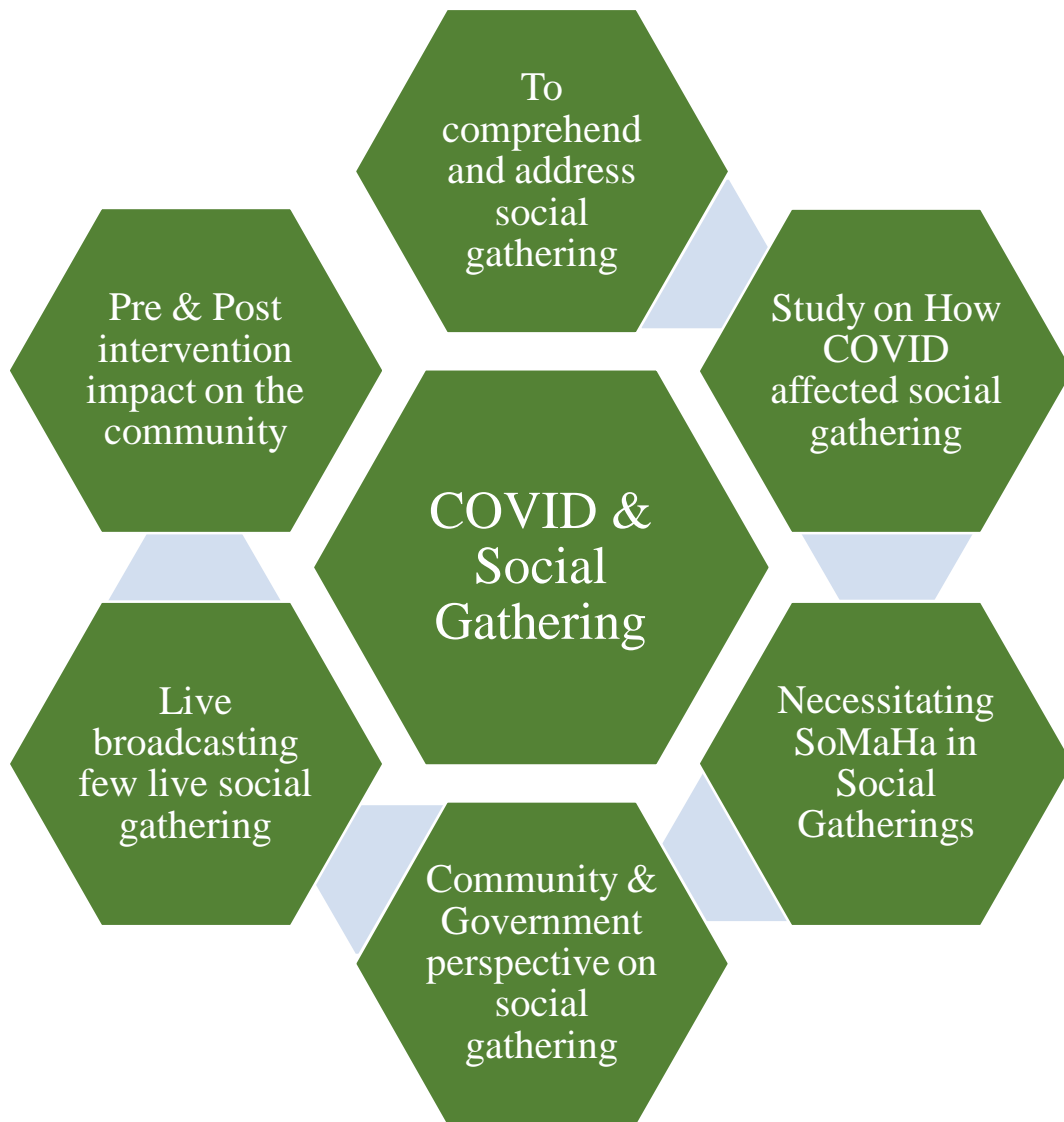 To
comprehend
and address
social
gathering
Study on How
COVID
affected social
gathering
Necessitating
SoMaHa in
Social
Gatherings
Community &
Government
perspective on
social
gathering
Live
broadcasting
few live social
gathering
Pre & Post
intervention
impact on the
community
COVID &
Social
Gathering